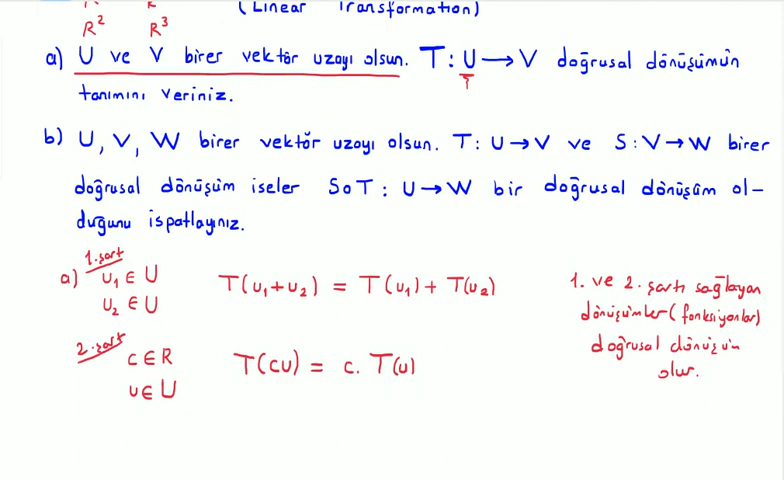 (Linear Transformation)
R² R³
a) U ve V birer vektör uzayı olsun. T : U → V doğrusal dönüşümün
tanımını veriniz.
b) U, V, W birer vektör uzayı olsun. T : U → V ve S : V → W birer
doğrusal dönüşüm iseler SoT : U → W bir doğrusal dönüşüm ol-
duğunu ispatlayınız.
1. şart
a) u₁ ∈ U T(u₁+u₂) = T(u₁) + T(u₂)
u₂ ∈ U
2. şart
c ∈ R T(cu) = c. T(u)
u ∈ U
1. ve 2. şartı sağlayan
dönüşümler (fonksiyonlar)
doğrusal dönüşüm
olur.